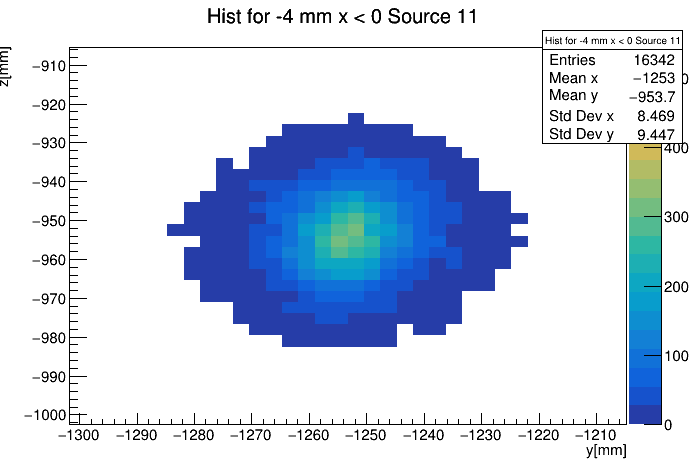 Hist for -4 mm x < 0 Source 11
z[mm]
Hist for -4 mm x < 0 Source 11
Entries 16342
Mean x −1253
Mean y −953.7
Std Dev x 8.469
Std Dev y 9.447
−910
−920
−930
−940
−950
−960
−970
−980
−990
−1000
−1300 −1290 −1280 −1270 −1260 −1250 −1240 −1230 −1220 −1210
y[mm]
400
300
200
100
0